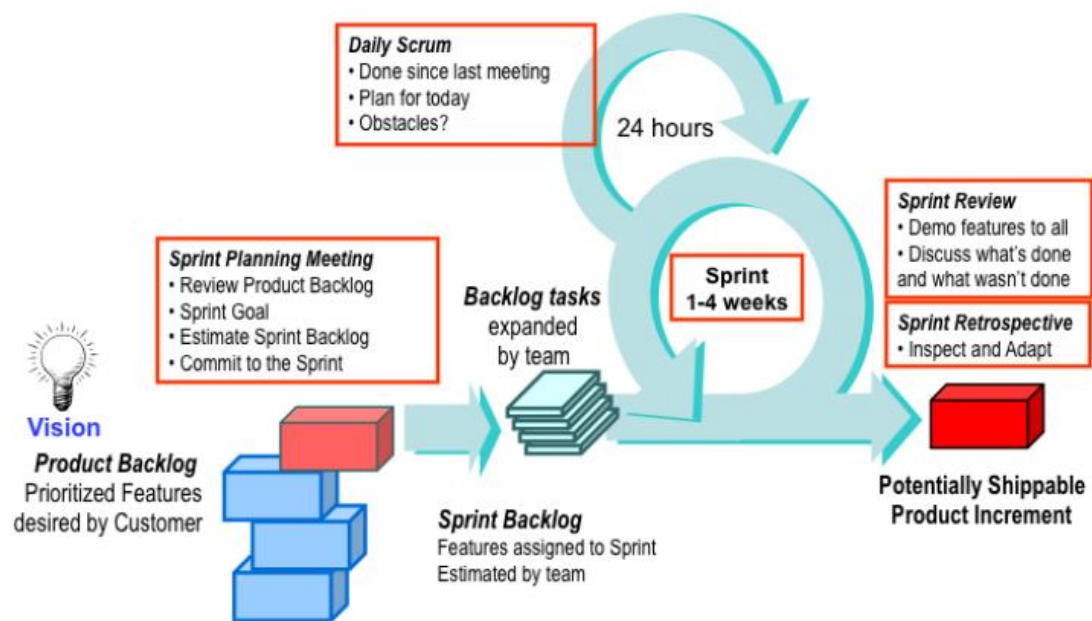 Daily Scrum
• Done since last meeting
• Plan for today
• Obstacles?
24 hours
Sprint Planning Meeting
• Review Product Backlog
• Sprint Goal
• Estimate Sprint Backlog
• Commit to the Sprint
Vision
Product Backlog
Prioritized Features
desired by Customer
Backlog tasks
expanded
by team
Sprint Backlog
Features assigned to Sprint
Estimated by team
Sprint
1-4 weeks
Sprint Review
• Demo features to all
• Discuss what's done
and what wasn't done
Sprint Retrospective
• Inspect and Adapt
Potentially Shippable
Product Increment